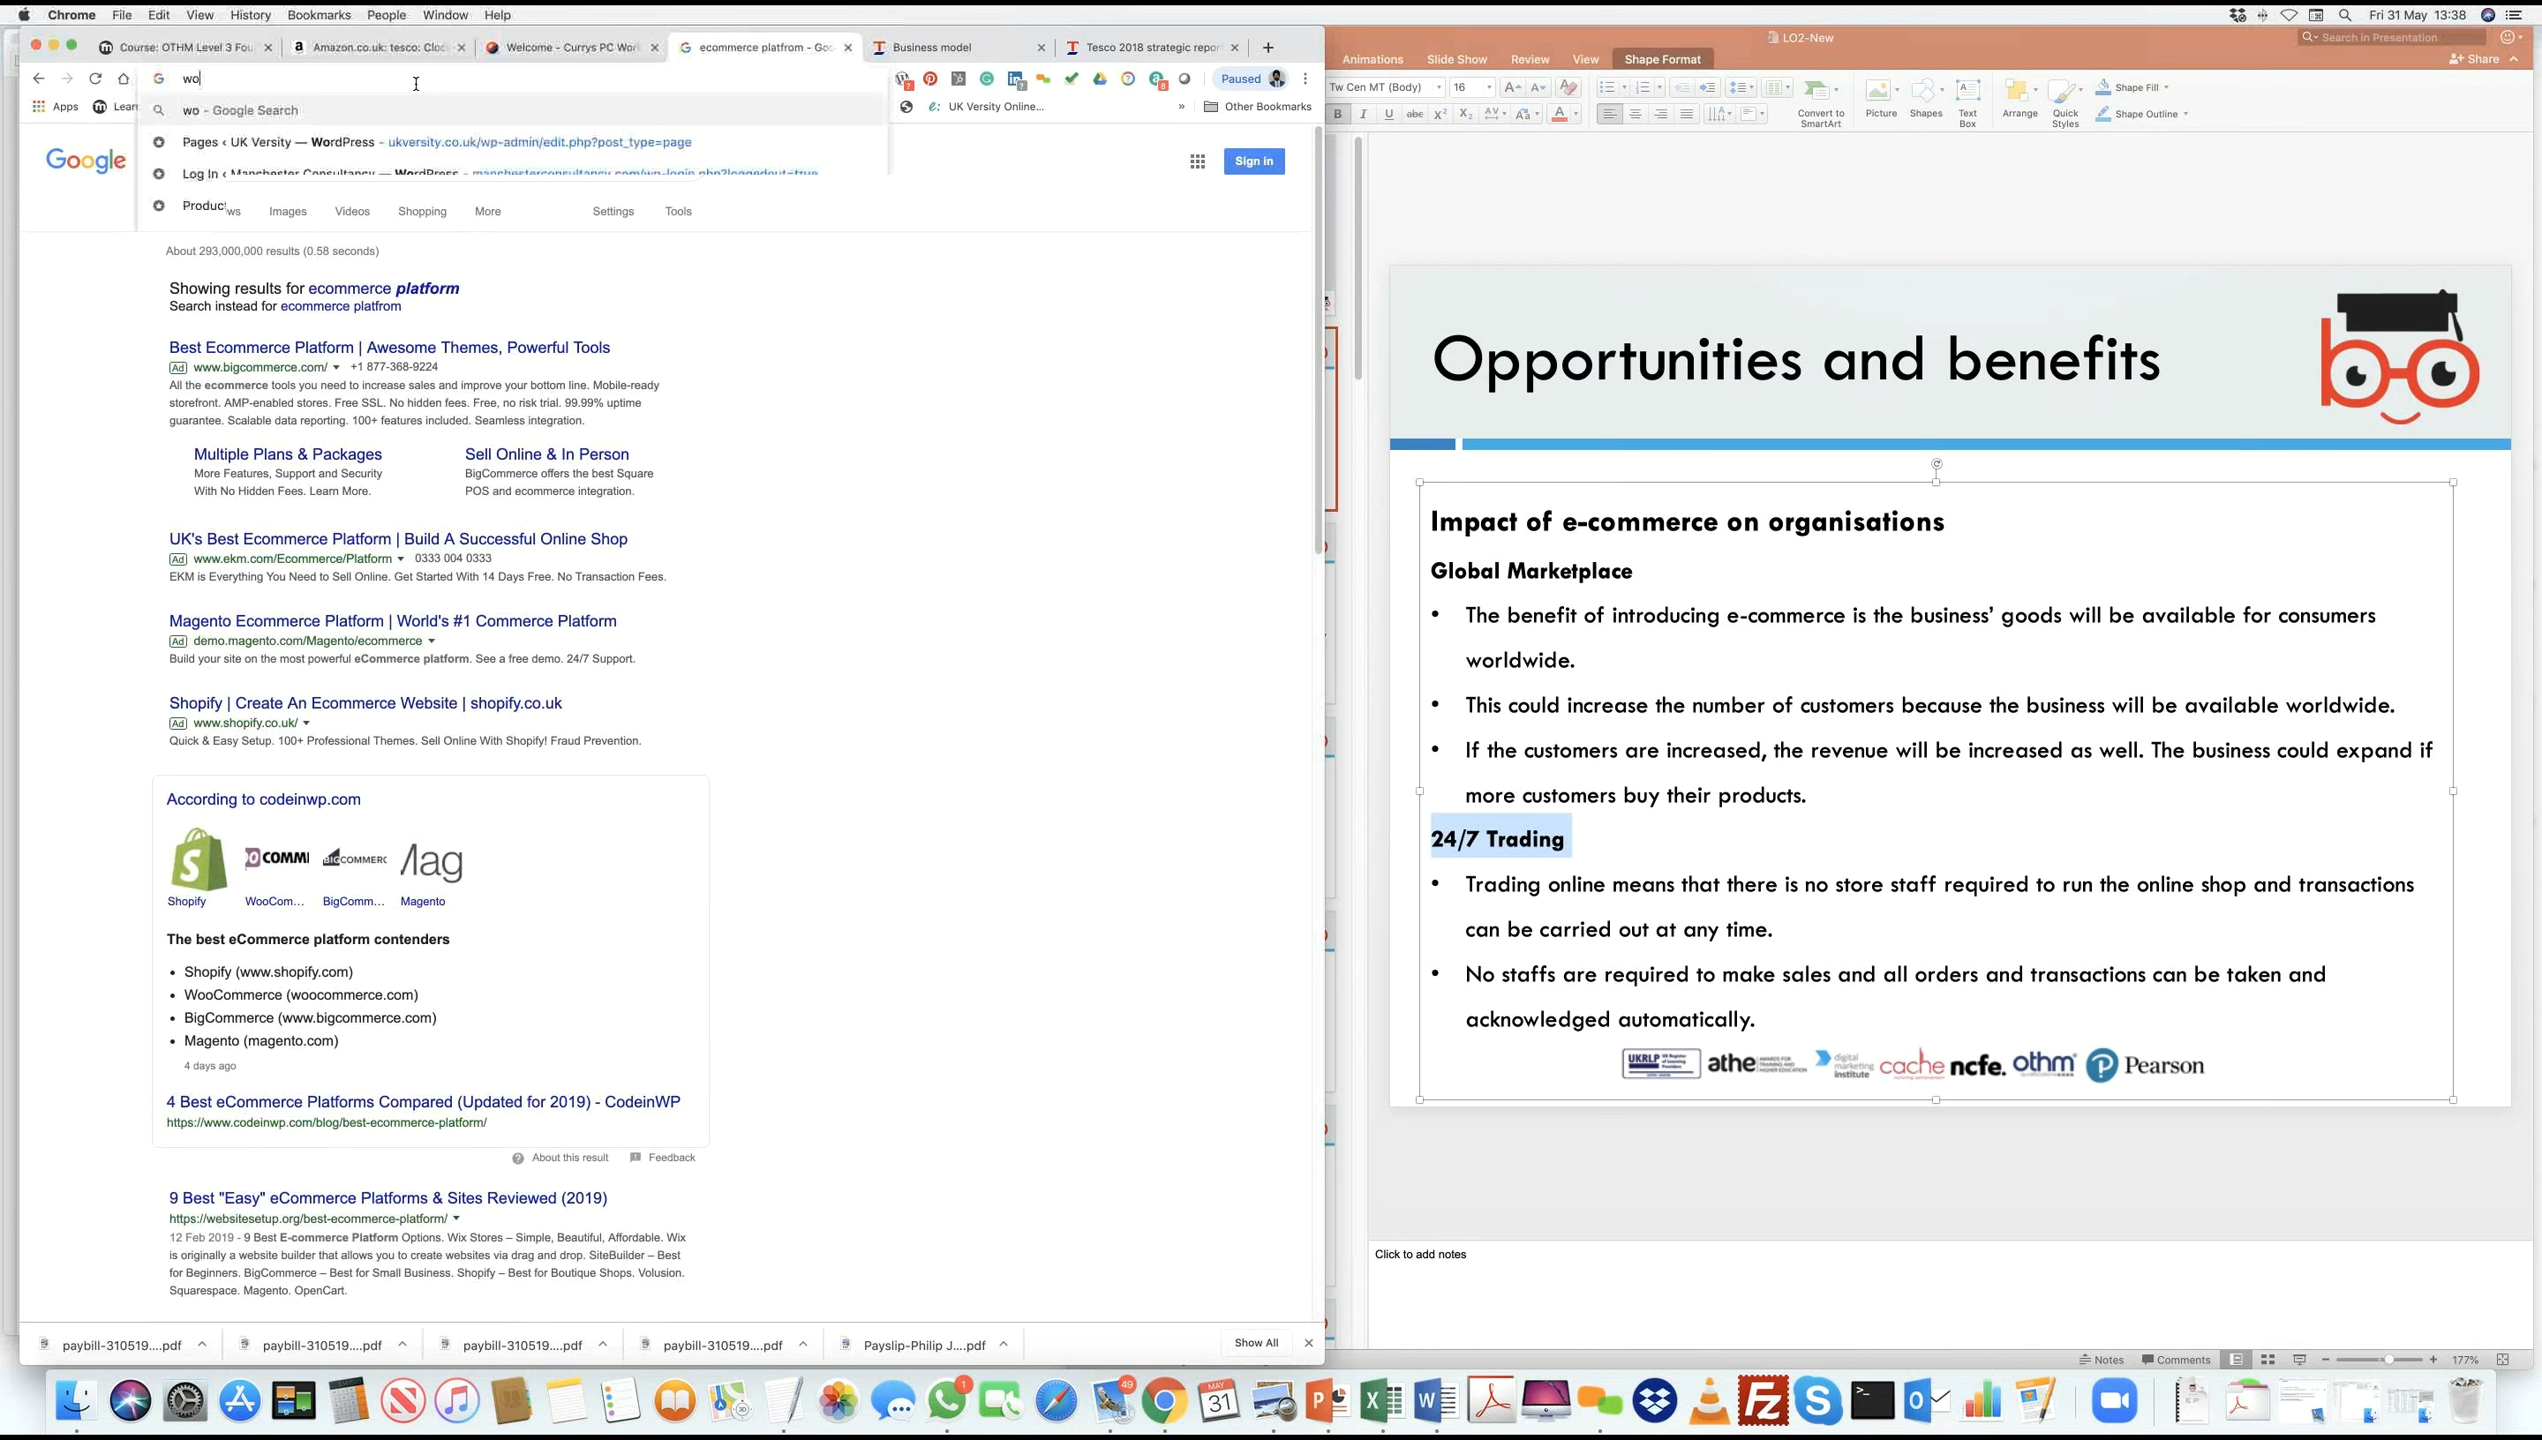 Chrome File Edit View History Bookmarks People Window Help
Fri 31 May 13:38
Course: OTHM Level 3 Fou
Amazon.co.uk: tesco: Cloc
Welcome - Currys PC Worl
ecommerce platfrom - Goo
Business model
Tesco 2018 strategic repor
wo
Paused
Apps
Learn
UK Versity Online...
»
Other Bookmarks
wo - Google Search
Pages ‹ UK Versity — WordPress - ukversity.co.uk/wp-admin/edit.php?post_type=page
Log In ‹ Manchester Consultancy — WordPress - manchesterconsultancy.com/wp-login.php?loggedout=true
Product
Google
Sign in
ws Images Videos Shopping More Settings Tools
About 293,000,000 results (0.58 seconds)
Showing results for ecommerce platform
Search instead for ecommerce platfrom
Best Ecommerce Platform | Awesome Themes, Powerful Tools
Ad www.bigcommerce.com/ +1 877-368-9224
All the ecommerce tools you need to increase sales and improve your bottom line. Mobile-ready
storefront. AMP-enabled stores. Free SSL. No hidden fees. Free, no risk trial. 99.99% uptime
guarantee. Scalable data reporting. 100+ features included. Seamless integration.
Multiple Plans & Packages
More Features, Support and Security
With No Hidden Fees. Learn More.
Sell Online & In Person
BigCommerce offers the best Square
POS and ecommerce integration.
UK's Best Ecommerce Platform | Build A Successful Online Shop
Ad www.ekm.com/Ecommerce/Platform 0333 004 0333
EKM is Everything You Need to Sell Online. Get Started With 14 Days Free. No Transaction Fees.
Magento Ecommerce Platform | World's #1 Commerce Platform
Ad demo.magento.com/Magento/ecommerce
Build your site on the most powerful eCommerce platform. See a free demo. 24/7 Support.
Shopify | Create An Ecommerce Website | shopify.co.uk
Ad www.shopify.co.uk/
Quick & Easy Setup. 100+ Professional Themes. Sell Online With Shopify! Fraud Prevention.
According to codeinwp.com
Shopify WooCom... BigComm... Magento
The best eCommerce platform contenders
• Shopify (www.shopify.com)
• WooCommerce (woocommerce.com)
• BigCommerce (www.bigcommerce.com)
• Magento (magento.com)
4 days ago
4 Best eCommerce Platforms Compared (Updated for 2019) - CodeinWP
https://www.codeinwp.com/blog/best-ecommerce-platform/
About this result Feedback
9 Best "Easy" eCommerce Platforms & Sites Reviewed (2019)
https://websitesetup.org/best-ecommerce-platform/
12 Feb 2019 - 9 Best E-commerce Platform Options. Wix Stores – Simple, Beautiful, Affordable. Wix
is originally a website builder that allows you to create websites via drag and drop. SiteBuilder – Best
for Beginners. BigCommerce – Best for Small Business. Shopify – Best for Boutique Shops. Volusion.
Squarespace. Magento. OpenCart.
paybill-310519....pdf
paybill-310519....pdf
paybill-310519....pdf
paybill-310519....pdf
Payslip-Philip J....pdf
Show All
LO2-New
Search in Presentation
Animations Slide Show Review View Shape Format
Share
Tw Cen MT (Body) 16
Convert to
SmartArt
Picture Shapes
Text
Box
Arrange
Quick
Styles
Shape Fill
Shape Outline
Opportunities and benefits
Impact of e-commerce on organisations
Global Marketplace
• The benefit of introducing e-commerce is the business' goods will be available for consumers
worldwide.
• This could increase the number of customers because the business will be available worldwide.
• If the customers are increased, the revenue will be increased as well. The business could expand if
more customers buy their products.
24/7 Trading
• Trading online means that there is no store staff required to run the online shop and transactions
can be carried out at any time.
• No staffs are required to make sales and all orders and transactions can be taken and
acknowledged automatically.
UKRLP athe digital marketing institute cache ncfe. othm Pearson
Click to add notes
Notes Comments 177%